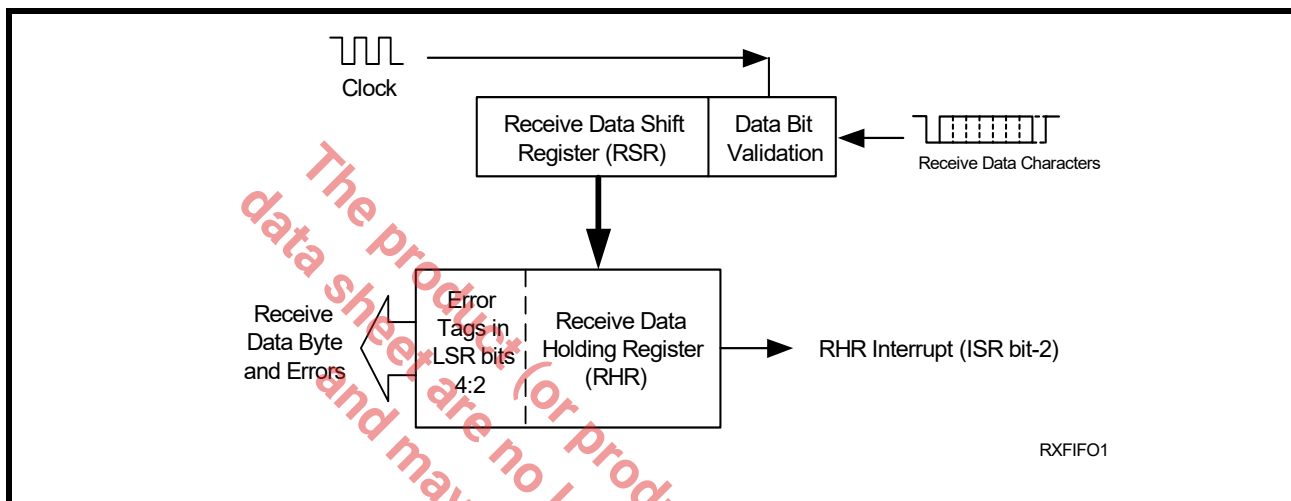 Clock
Receive Data Shift
Register (RSR)
Data Bit
Validation
Receive Data Characters
Receive
Data Byte
and Errors
Error
Tags in
LSR bits
4:2
Receive Data
Holding Register
(RHR)
RHR Interrupt (ISR bit-2)
RXFIFO1
The product (or produ
data sheet are no l
and may